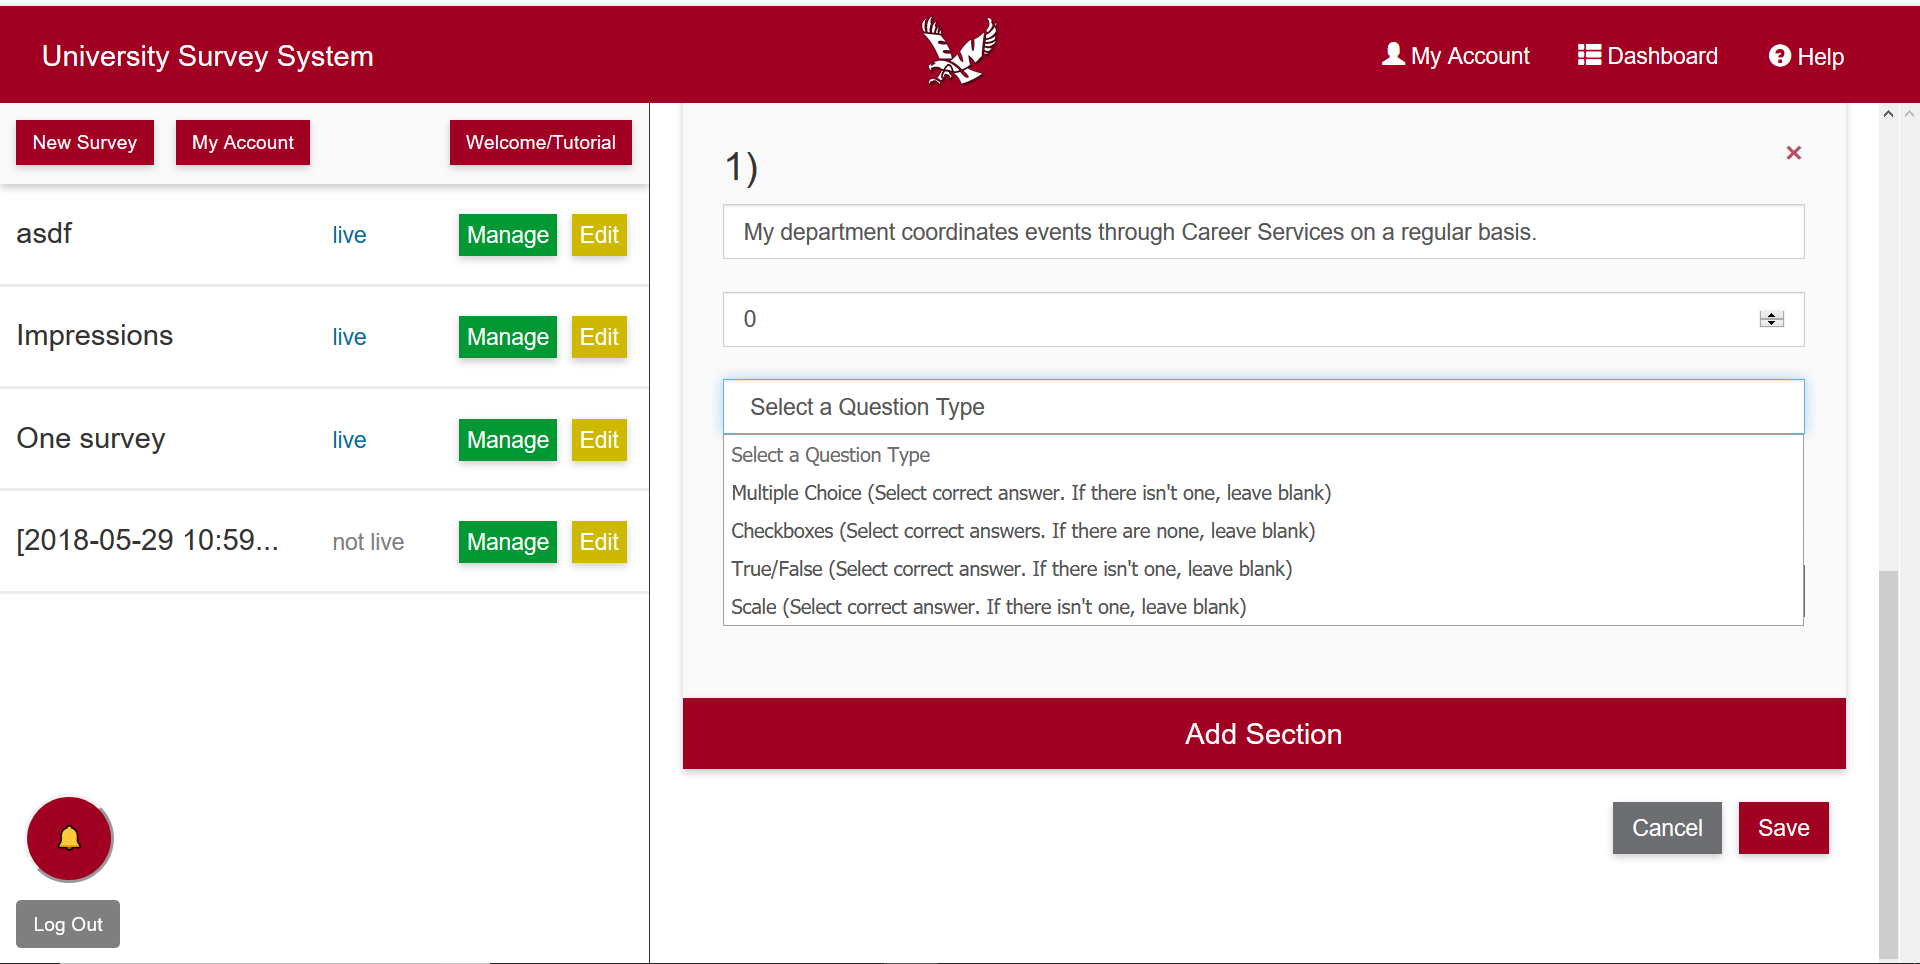 University Survey System
My Account
Dashboard
Help
New Survey
My Account
Welcome/Tutorial
asdf
live
Manage
Edit
Impressions
live
Manage
Edit
One survey
live
Manage
Edit
[2018-05-29 10:59...
not live
Manage
Edit
Log Out
1)
My department coordinates events through Career Services on a regular basis.
0
Select a Question Type
Select a Question Type
Multiple Choice (Select correct answer. If there isn't one, leave blank)
Checkboxes (Select correct answers. If there are none, leave blank)
True/False (Select correct answer. If there isn't one, leave blank)
Scale (Select correct answer. If there isn't one, leave blank)
Add Section
Cancel
Save